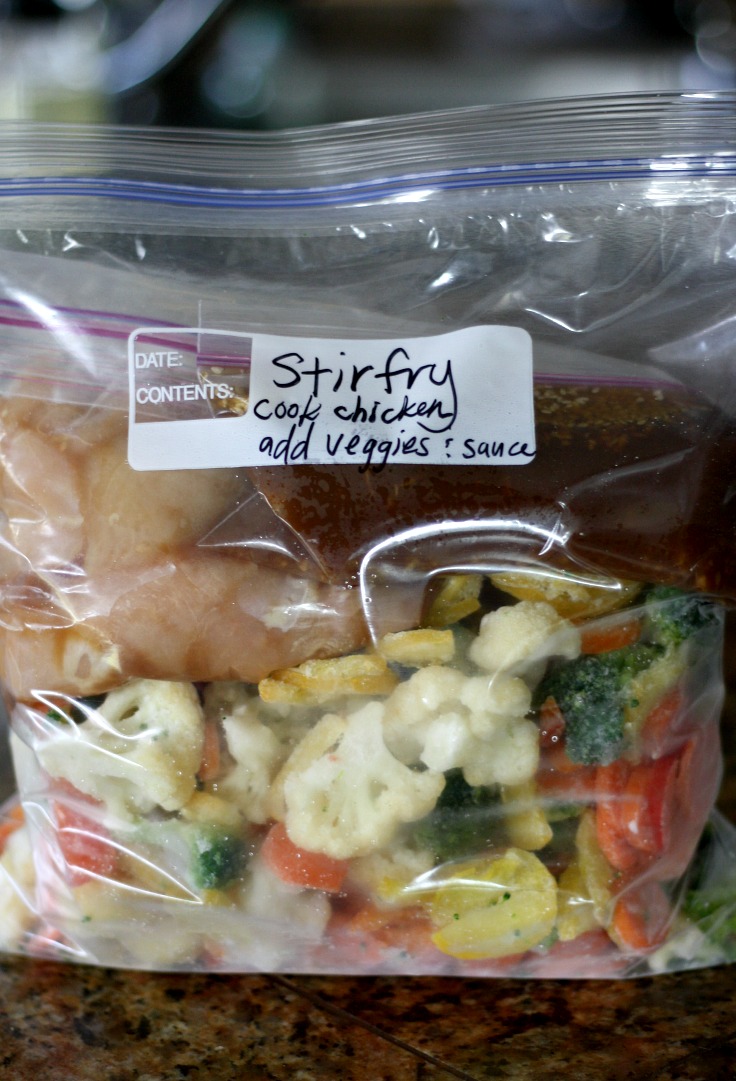 DATE:
CONTENTS:
Stirfry
cook chicken
add veggies : sauce